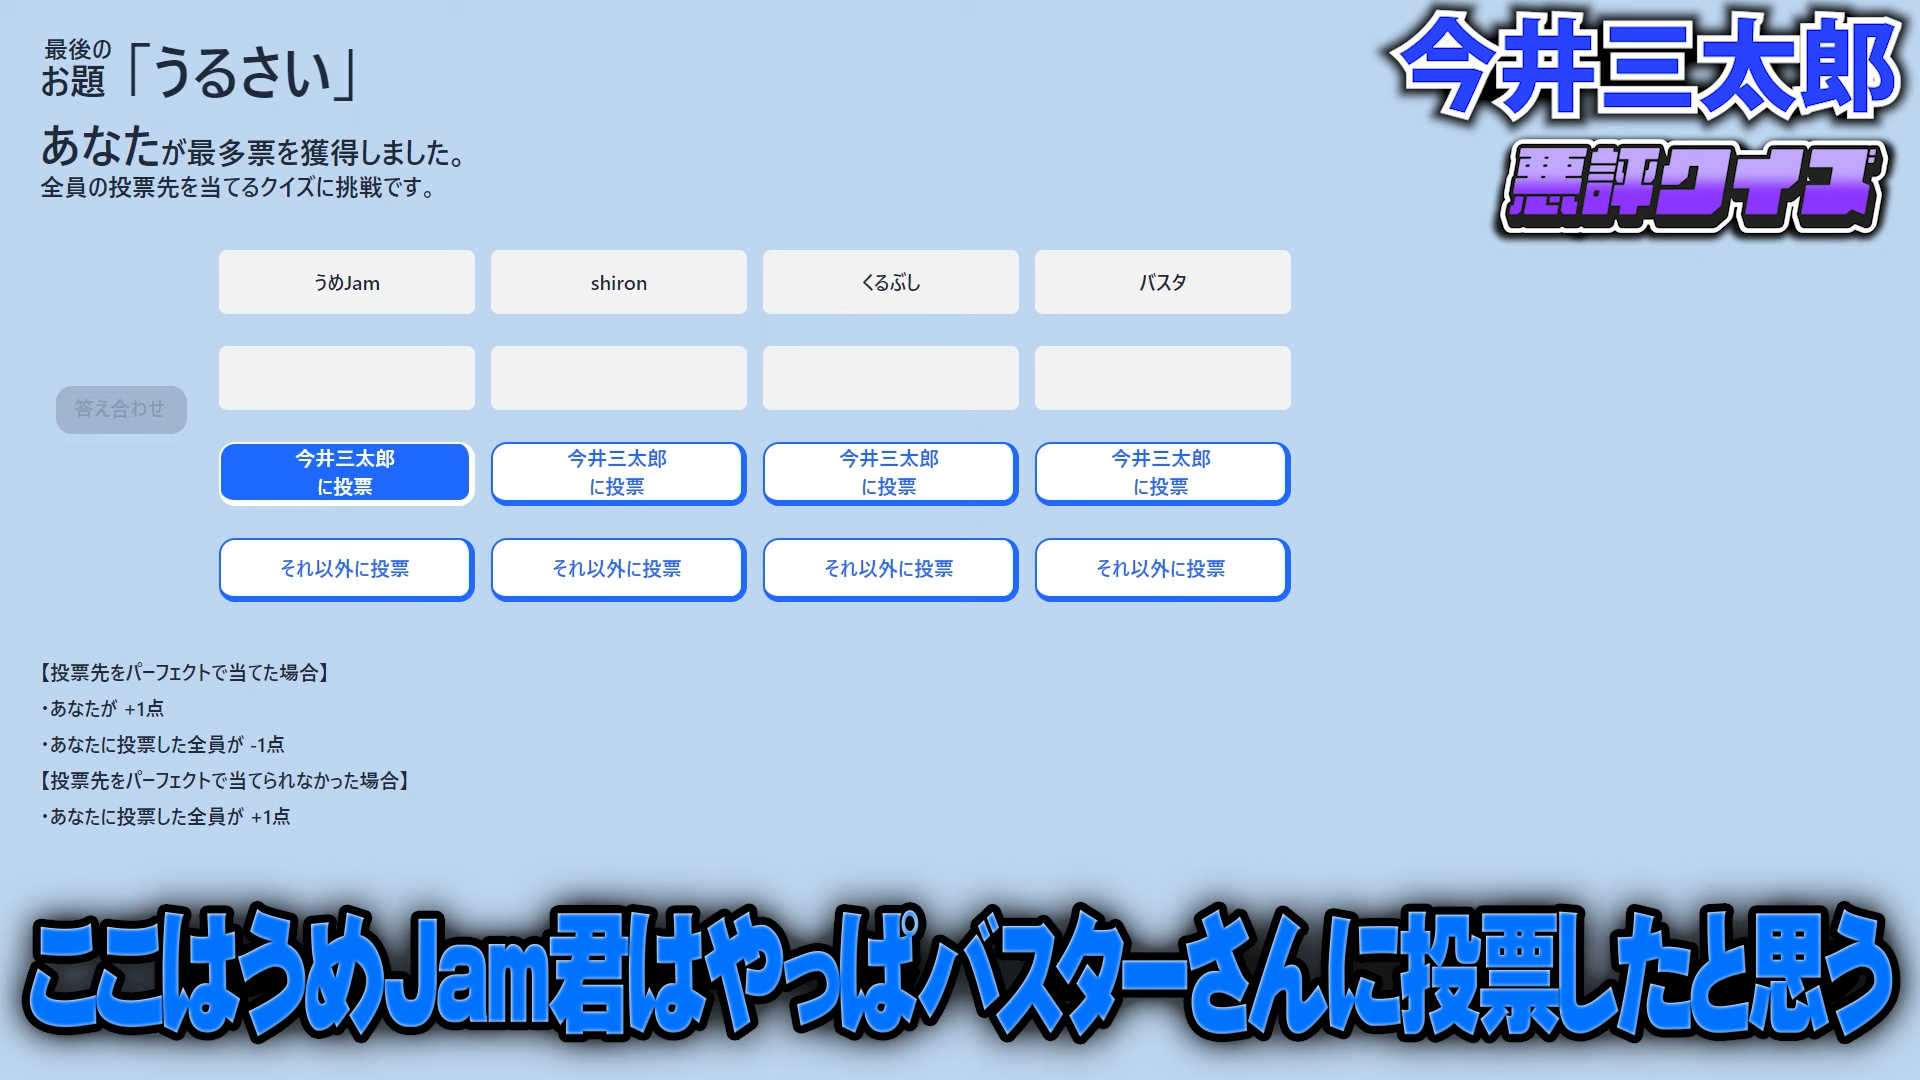 最後の
お題「うるさい」
あなたが最多票を獲得しました。
全員の投票先を当てるクイズに挑戦です。
今井三太郎
悪評クイズ
うめJam
shiron
くるぶし
バスタ
答え合わせ
今井三太郎
に投票
今井三太郎
に投票
今井三太郎
に投票
今井三太郎
に投票
それ以外に投票
それ以外に投票
それ以外に投票
それ以外に投票
【投票先をパーフェクトで当てた場合】
・あなたが +1点
・あなたに投票した全員が -1点
【投票先をパーフェクトで当てられなかった場合】
・あなたに投票した全員が +1点
ここはうめJam君はやっぱバスターさんに投票したと思う